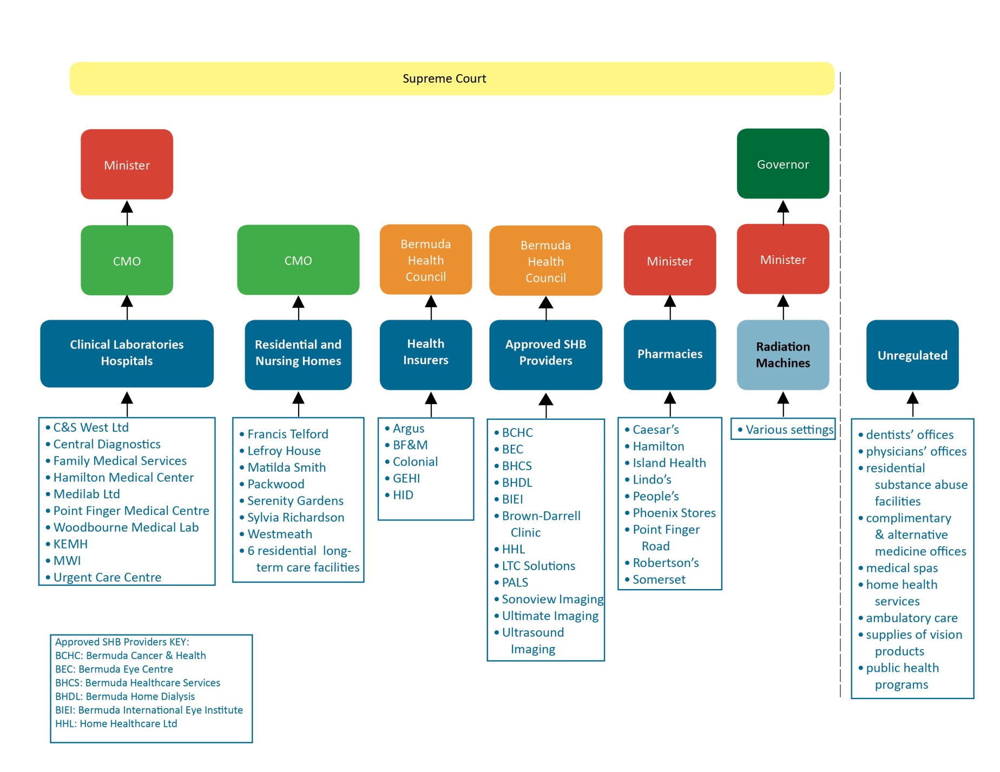 Supreme Court
Minister
Governor
CMO
CMO
Bermuda
Health
Council
Bermuda
Health
Council
Minister
Minister
Clinical Laboratories
Hospitals
Residential and
Nursing Homes
Health
Insurers
Approved SHB
Providers
Pharmacies
Radiation
Machines
Unregulated
• C&S West Ltd
• Central Diagnostics
• Family Medical Services
• Hamilton Medical Center
• Medilab Ltd
• Point Finger Medical Centre
• Woodbourne Medical Lab
• KEMH
• MWI
• Urgent Care Centre
• Francis Telford
• Lefroy House
• Matilda Smith
• Packwood
• Serenity Gardens
• Sylvia Richardson
• Westmeath
• 6 residential long-
term care facilities
• Argus
• BF&M
• Colonial
• GEHI
• HID
• BCHC
• BEC
• BHCS
• BHDL
• BIEI
• Brown-Darrell
Clinic
• HHL
• LTC Solutions
• PALS
• Sonoview Imaging
• Ultimate Imaging
• Ultrasound
Imaging
• Caesar’s
• Hamilton
• Island Health
• Lindo’s
• People’s
• Phoenix Stores
• Point Finger
Road
• Robertson’s
• Somerset
• Various settings
• dentists’ offices
• physicians’ offices
• residential
substance abuse
facilities
• complimentary
& alternative
medicine offices
• medical spas
• home health
services
• ambulatory care
• supplies of vision
products
• public health
programs
Approved SHB Providers KEY:
BCHC: Bermuda Cancer & Health
BEC: Bermuda Eye Centre
BHCS: Bermuda Healthcare Services
BHDL: Bermuda Home Dialysis
BIEI: Bermuda International Eye Institute
HHL: Home Healthcare Ltd